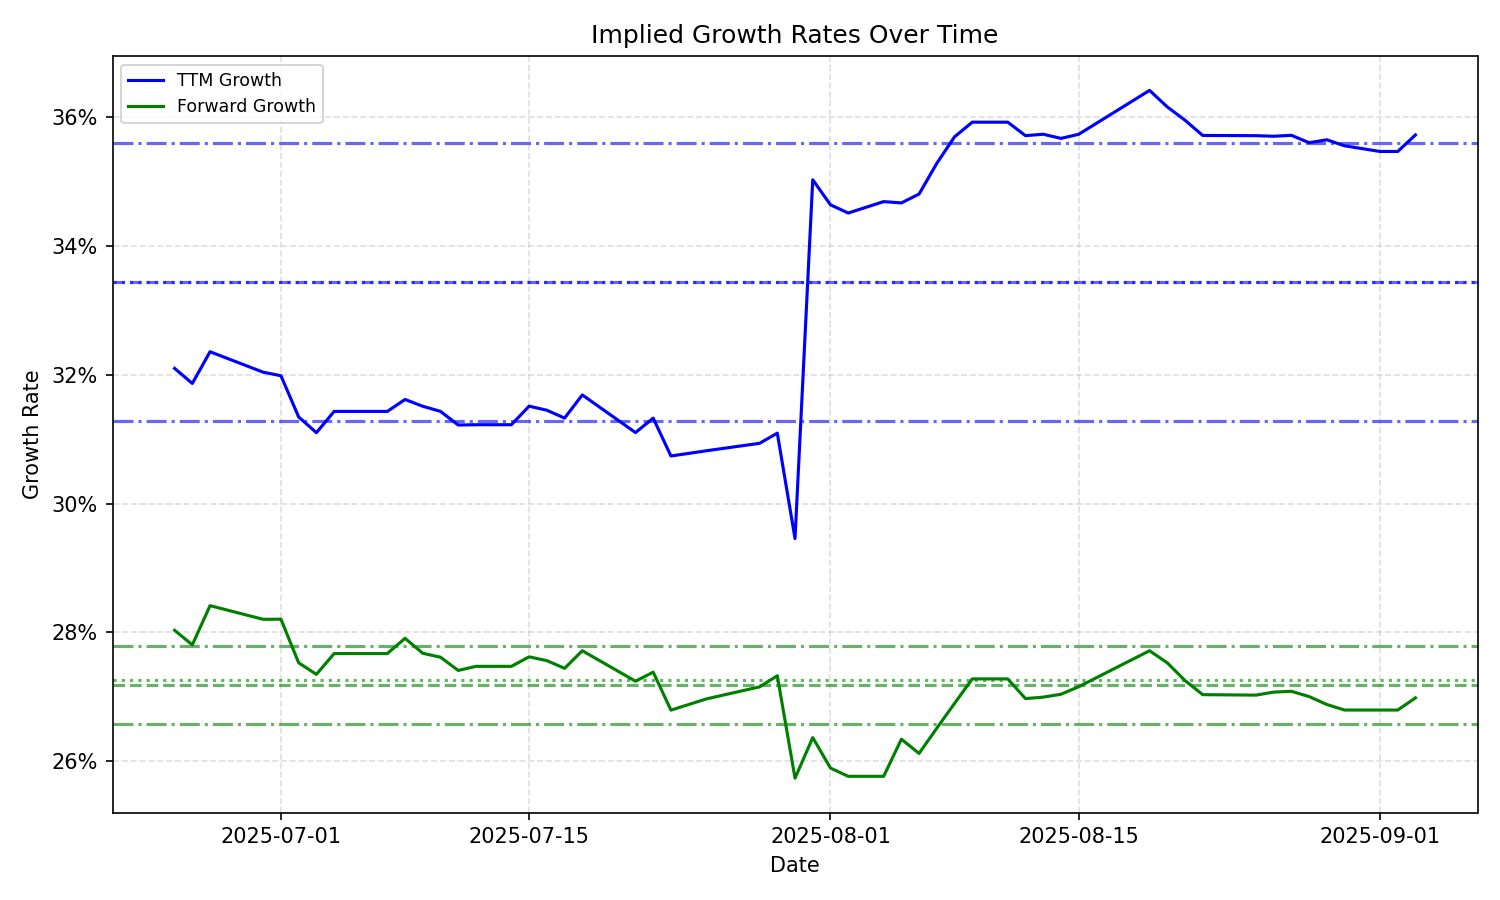 Implied Growth Rates Over Time
TTM Growth
Forward Growth
36%
34%
32%
30%
28%
26%
Growth Rate
2025-07-01
2025-07-15
2025-08-01
2025-08-15
2025-09-01
Date